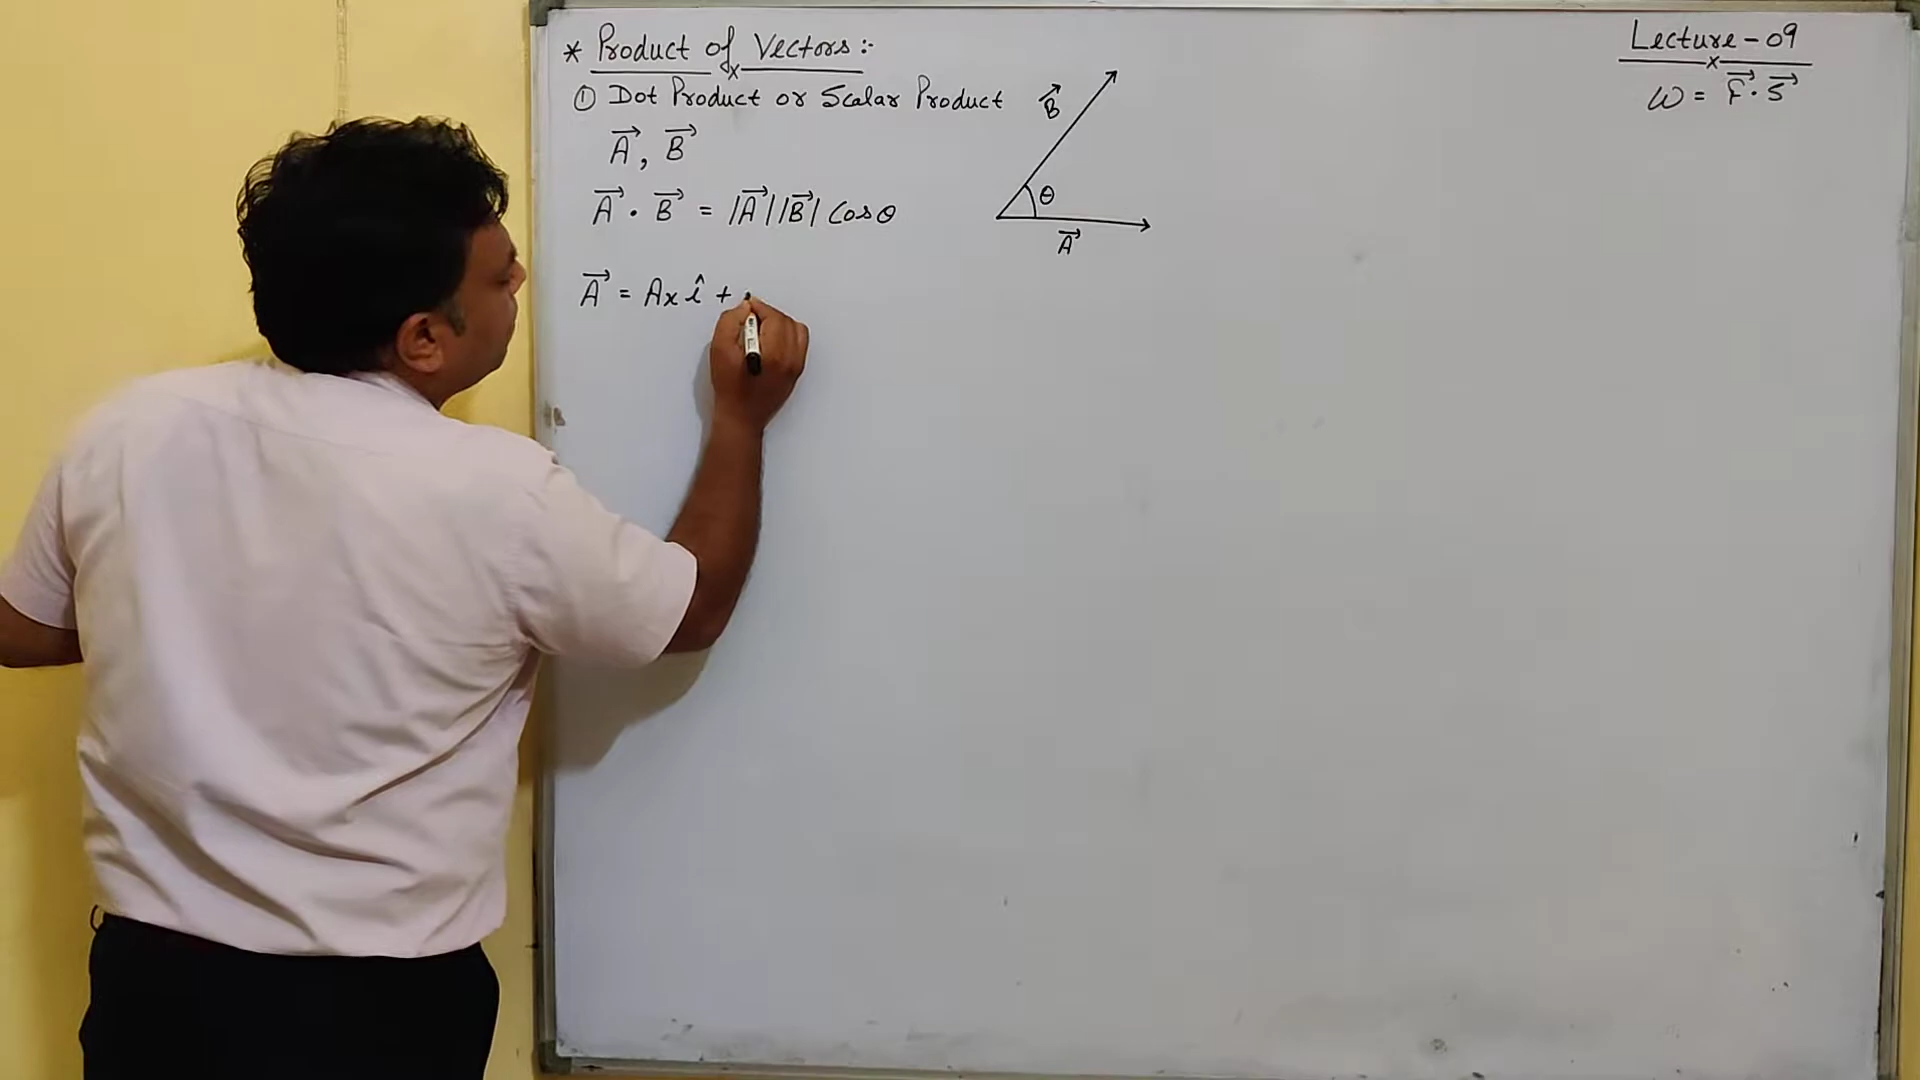 * Product of Vectors :-
① Dot Product or Scalar Product
A⃗, B⃗
A⃗ · B⃗ = |A⃗||B⃗| Cosθ
A⃗ = Ax î +
B⃗
θ
A⃗
Lecture - 09
W = F⃗ · S⃗